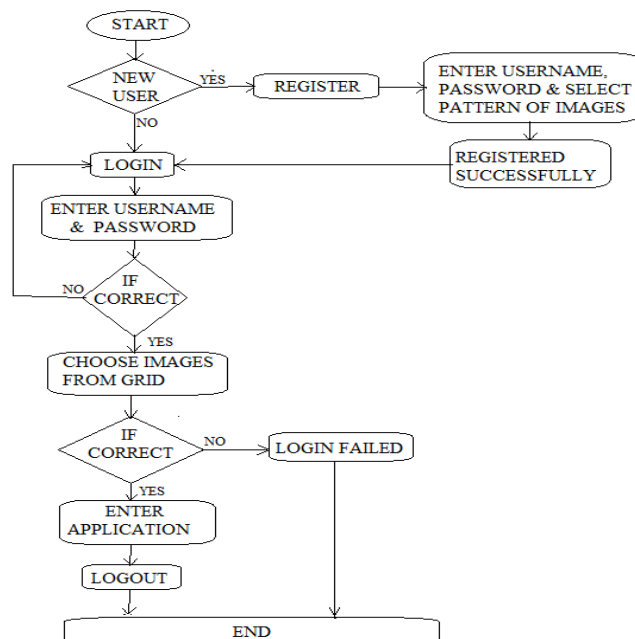 START
NEW
USER
YES
REGISTER
ENTER USERNAME,
PASSWORD & SELECT
PATTERN OF IMAGES
NO
LOGIN
REGISTERED
SUCCESSFULLY
ENTER USERNAME
& PASSWORD
IF
CORRECT
NO
YES
CHOOSE IMAGES
FROM GRID
IF
CORRECT
NO
LOGIN FAILED
YES
ENTER
APPLICATION
LOGOUT
END